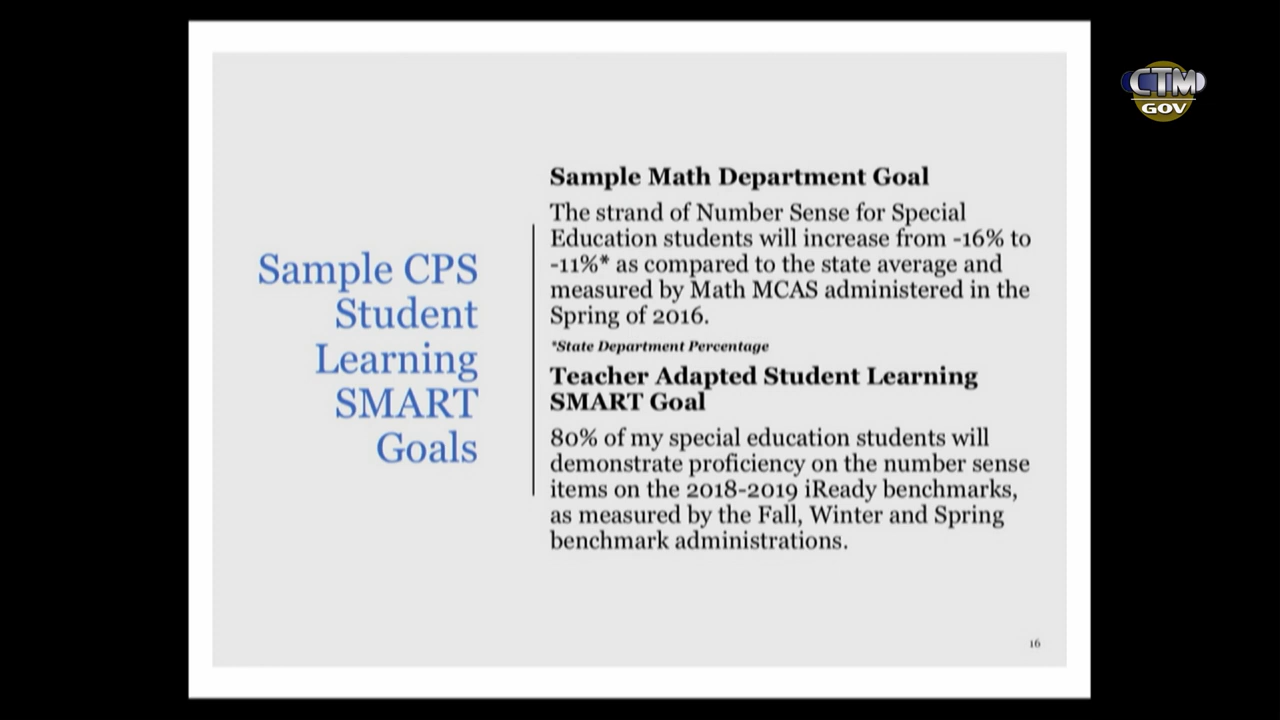 CTM
GOV
Sample CPS
Student
Learning
SMART
Goals
Sample Math Department Goal
The strand of Number Sense for Special
Education students will increase from -16% to
-11%* as compared to the state average and
measured by Math MCAS administered in the
Spring of 2016.
*State Department Percentage
Teacher Adapted Student Learning
SMART Goal
80% of my special education students will
demonstrate proficiency on the number sense
items on the 2018-2019 iReady benchmarks,
as measured by the Fall, Winter and Spring
benchmark administrations.
16